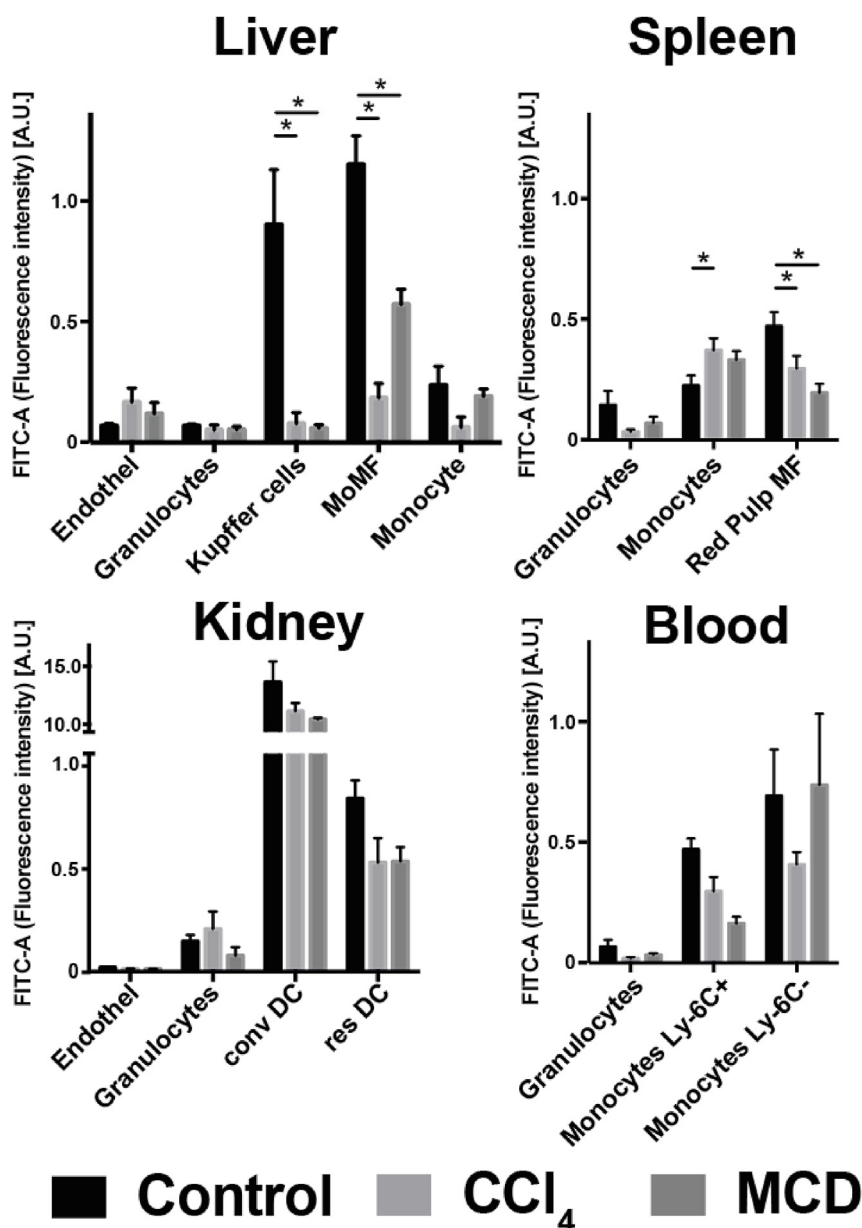 Liver
FITC-A (Fluorescence intensity) [A.U.]
1.0
0.5
0
*
*
*
*
Endothel
Granulocytes
Kupffer cells
MoMF
Monocyte
Spleen
FITC-A (Fluorescence intensity) [A.U.]
1.0
0.5
0
*
*
*
Granulocytes
Monocytes
Red Pulp MF
Kidney
FITC-A (Fluorescence intensity) [A.U.]
15.0
10.0
1.0
0.5
0
Endothel
Granulocytes
conv DC
res DC
Blood
FITC-A (Fluorescence intensity) [A.U.]
1.0
0.5
0
Granulocytes
Monocytes Ly-6C+
Monocytes Ly-6C-
Control CCl₄ MCD